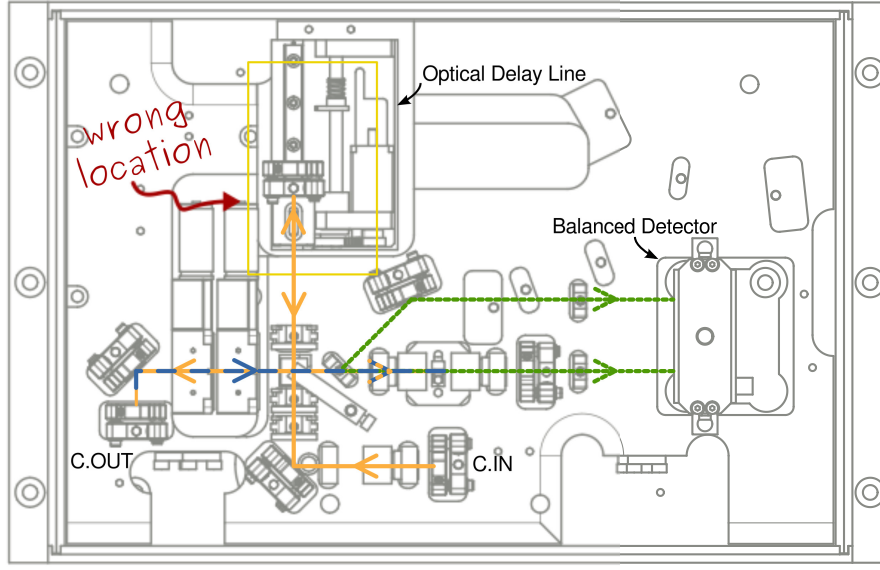 Optical Delay Line
wrong
location
Balanced Detector
C.OUT
C.IN